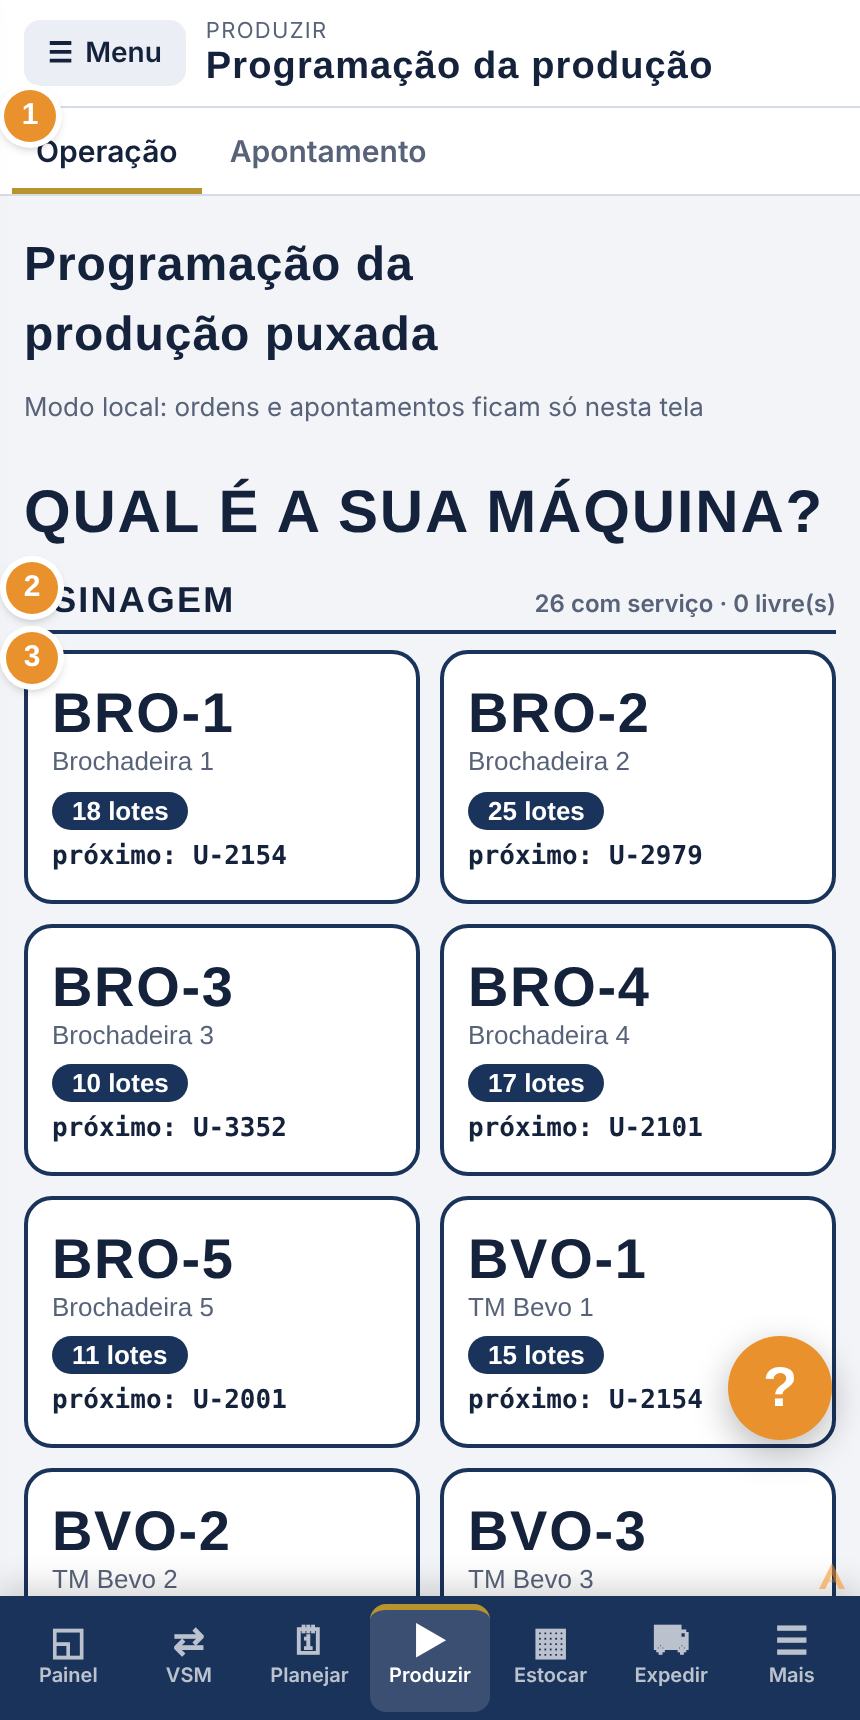 ☰ Menu
PRODUZIR
Programação da produção
1
Operação
Apontamento
Programação da
produção puxada
Modo local: ordens e apontamentos ficam só nesta tela
QUAL É A SUA MÁQUINA?
2
SINAGEM
26 com serviço · 0 livre(s)
3
BRO-1
Brochadeira 1
18 lotes
próximo: U-2154
BRO-2
Brochadeira 2
25 lotes
próximo: U-2979
BRO-3
Brochadeira 3
10 lotes
próximo: U-3352
BRO-4
Brochadeira 4
17 lotes
próximo: U-2101
BRO-5
Brochadeira 5
11 lotes
próximo: U-2001
BVO-1
TM Bevo 1
15 lotes
próximo: U-2154
?
BVO-2
TM Bevo 2
BVO-3
TM Bevo 3
Painel
VSM
Planejar
Produzir
Estocar
Expedir
Mais